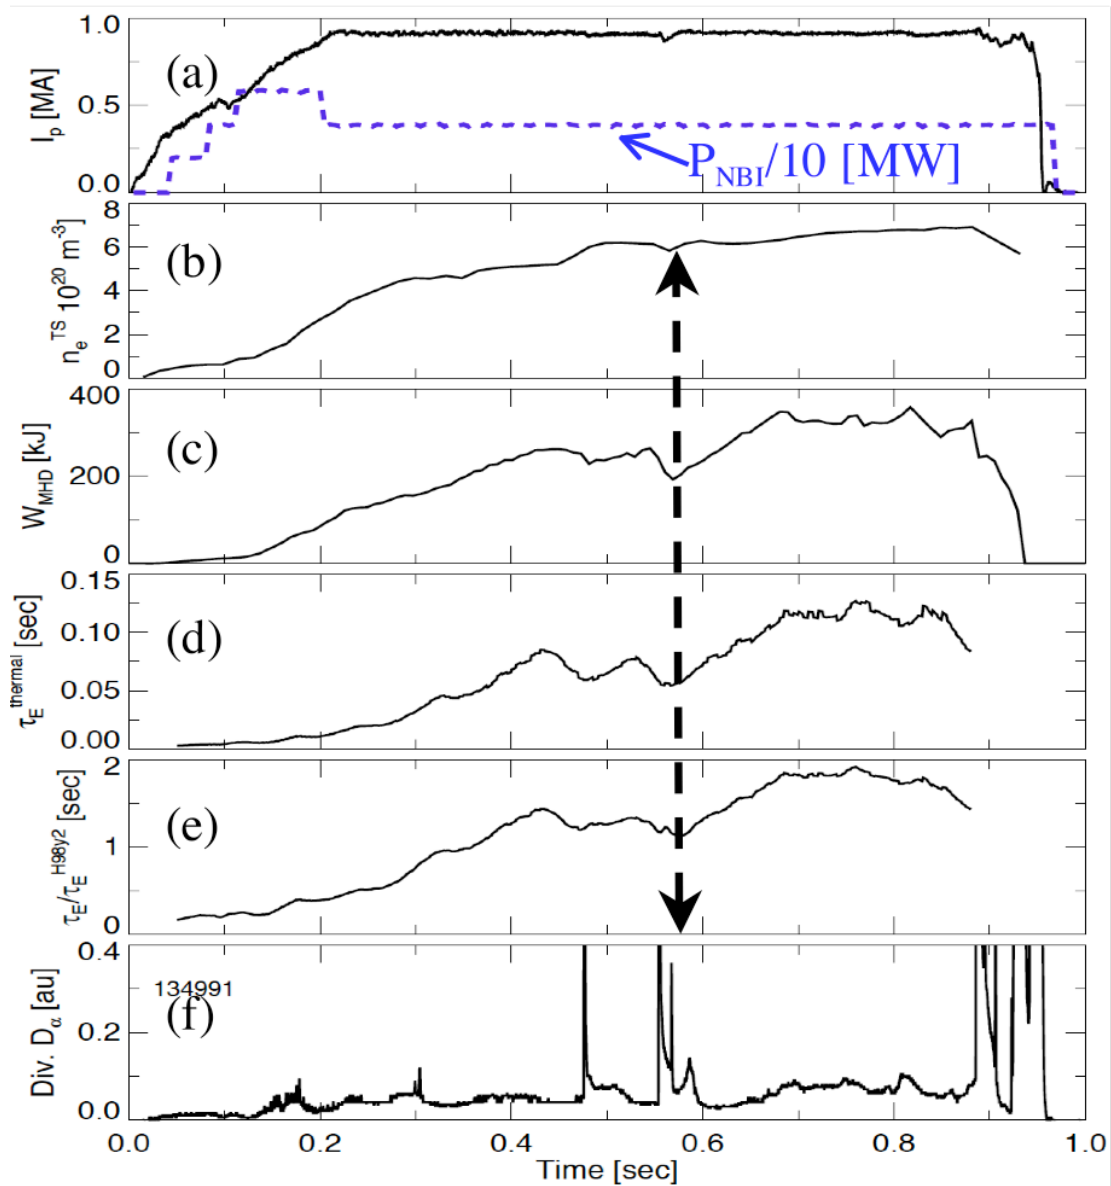 1.0
(a)
0.5
I_p [MA]
P_NBI/10 [MW]
0.0
8
6
(b)
4
n_e^TS 10^20 m^-3
2
0
400
(c)
200
W_MHD [kJ]
0
0.15
0.10
(d)
0.05
τ_E^thermal [sec]
0.00
2
(e)
1
τ_E/τ_E^H98y2 [sec]
0
0.4
134991
(f)
0.2
Div. D_α [au]
0.0
0.0 0.2 0.4 0.6 0.8 1.0
Time [sec]